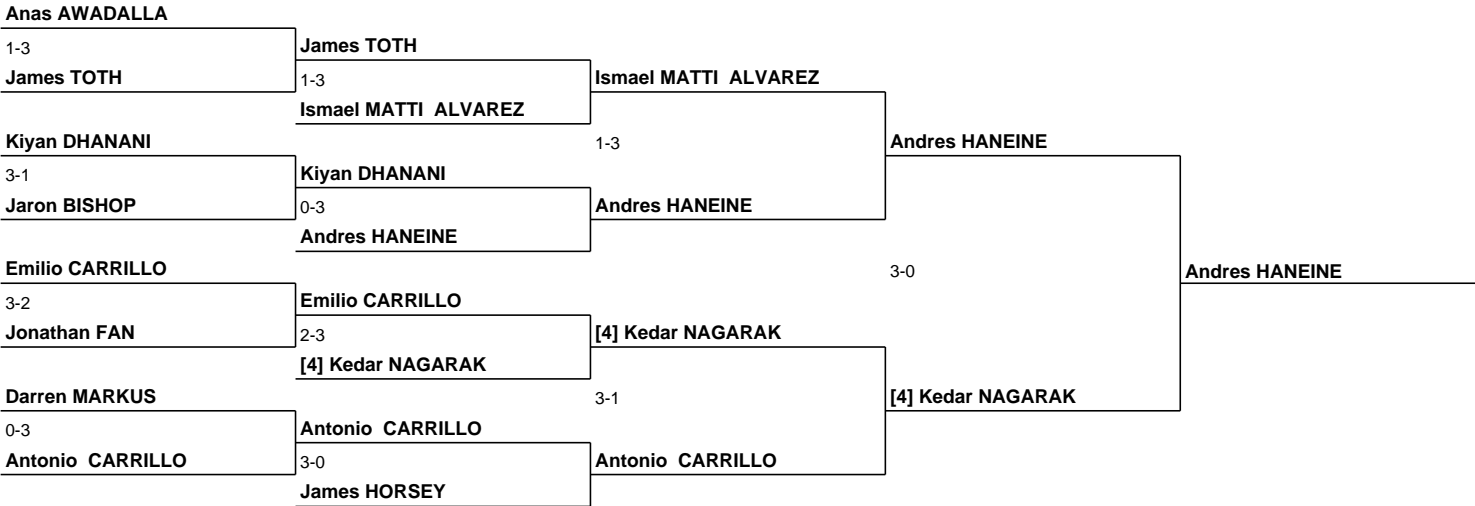 Anas AWADALLA
1-3
James TOTH
James TOTH
1-3
Ismael MATTI  ALVAREZ
Ismael MATTI  ALVAREZ
Kiyan DHANANI
1-3
Andres HANEINE
3-1
Kiyan DHANANI
Jaron BISHOP
0-3
Andres HANEINE
Andres HANEINE
Emilio CARRILLO
3-0
Andres HANEINE
3-2
Emilio CARRILLO
Jonathan FAN
2-3
[4] Kedar NAGARAK
[4] Kedar NAGARAK
Darren MARKUS
3-1
[4] Kedar NAGARAK
0-3
Antonio  CARRILLO
Antonio  CARRILLO
3-0
Antonio  CARRILLO
James HORSEY